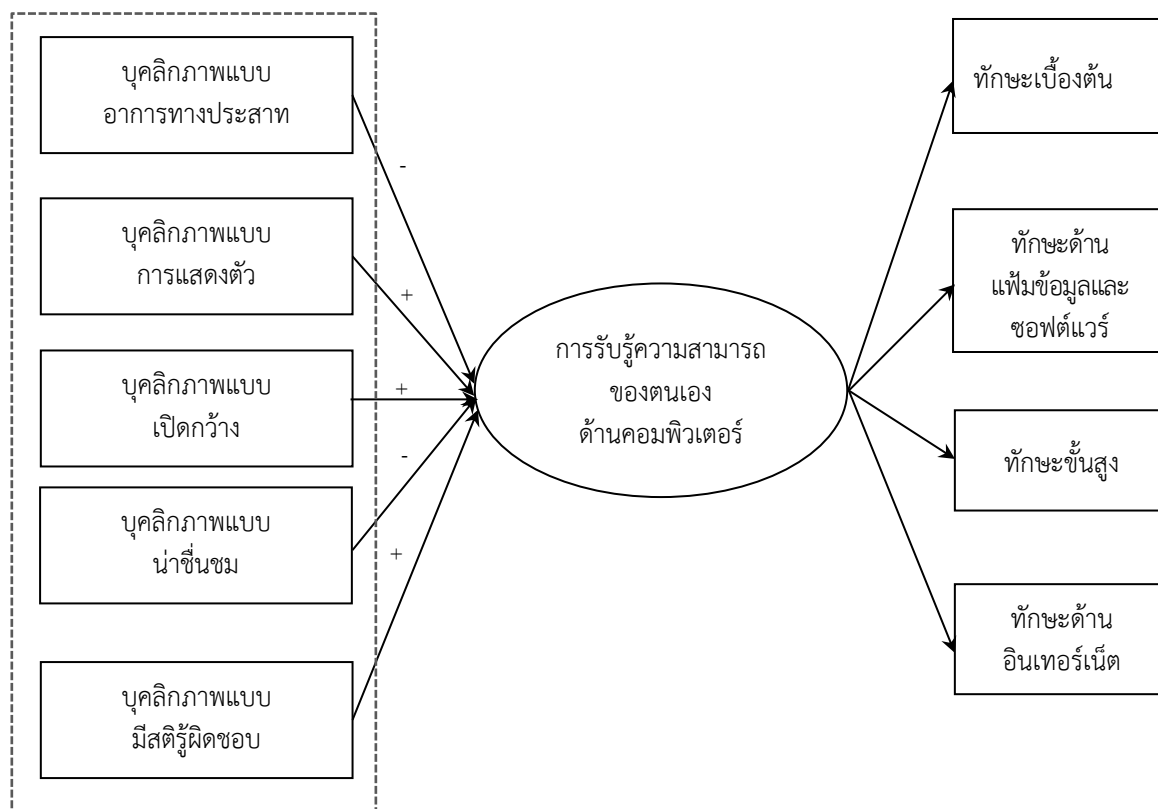 บุคลิกภาพแบบ
อาการทางประสาท
-
บุคลิกภาพแบบ
การแสดงตัว
+
บุคลิกภาพแบบ
เปิดกว้าง
+
บุคลิกภาพแบบ
น่าชื่นชม
-
บุคลิกภาพแบบ
มีสติรู้ผิดชอบ
+
การรับรู้ความสามารถ
ของตนเอง
ด้านคอมพิวเตอร์
ทักษะเบื้องต้น
ทักษะด้าน
แฟ้มข้อมูลและ
ซอฟต์แวร์
ทักษะขั้นสูง
ทักษะด้าน
อินเทอร์เน็ต